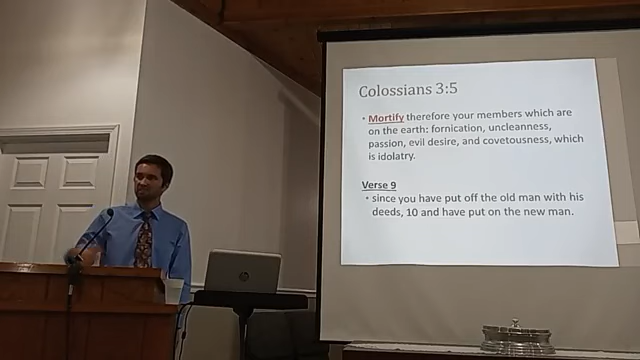 Colossians 3:5
• Mortify therefore your members which are
on the earth: fornication, uncleanness,
passion, evil desire, and covetousness, which
is idolatry.
Verse 9
• since you have put off the old man with his
deeds, 10 and have put on the new man.
hp